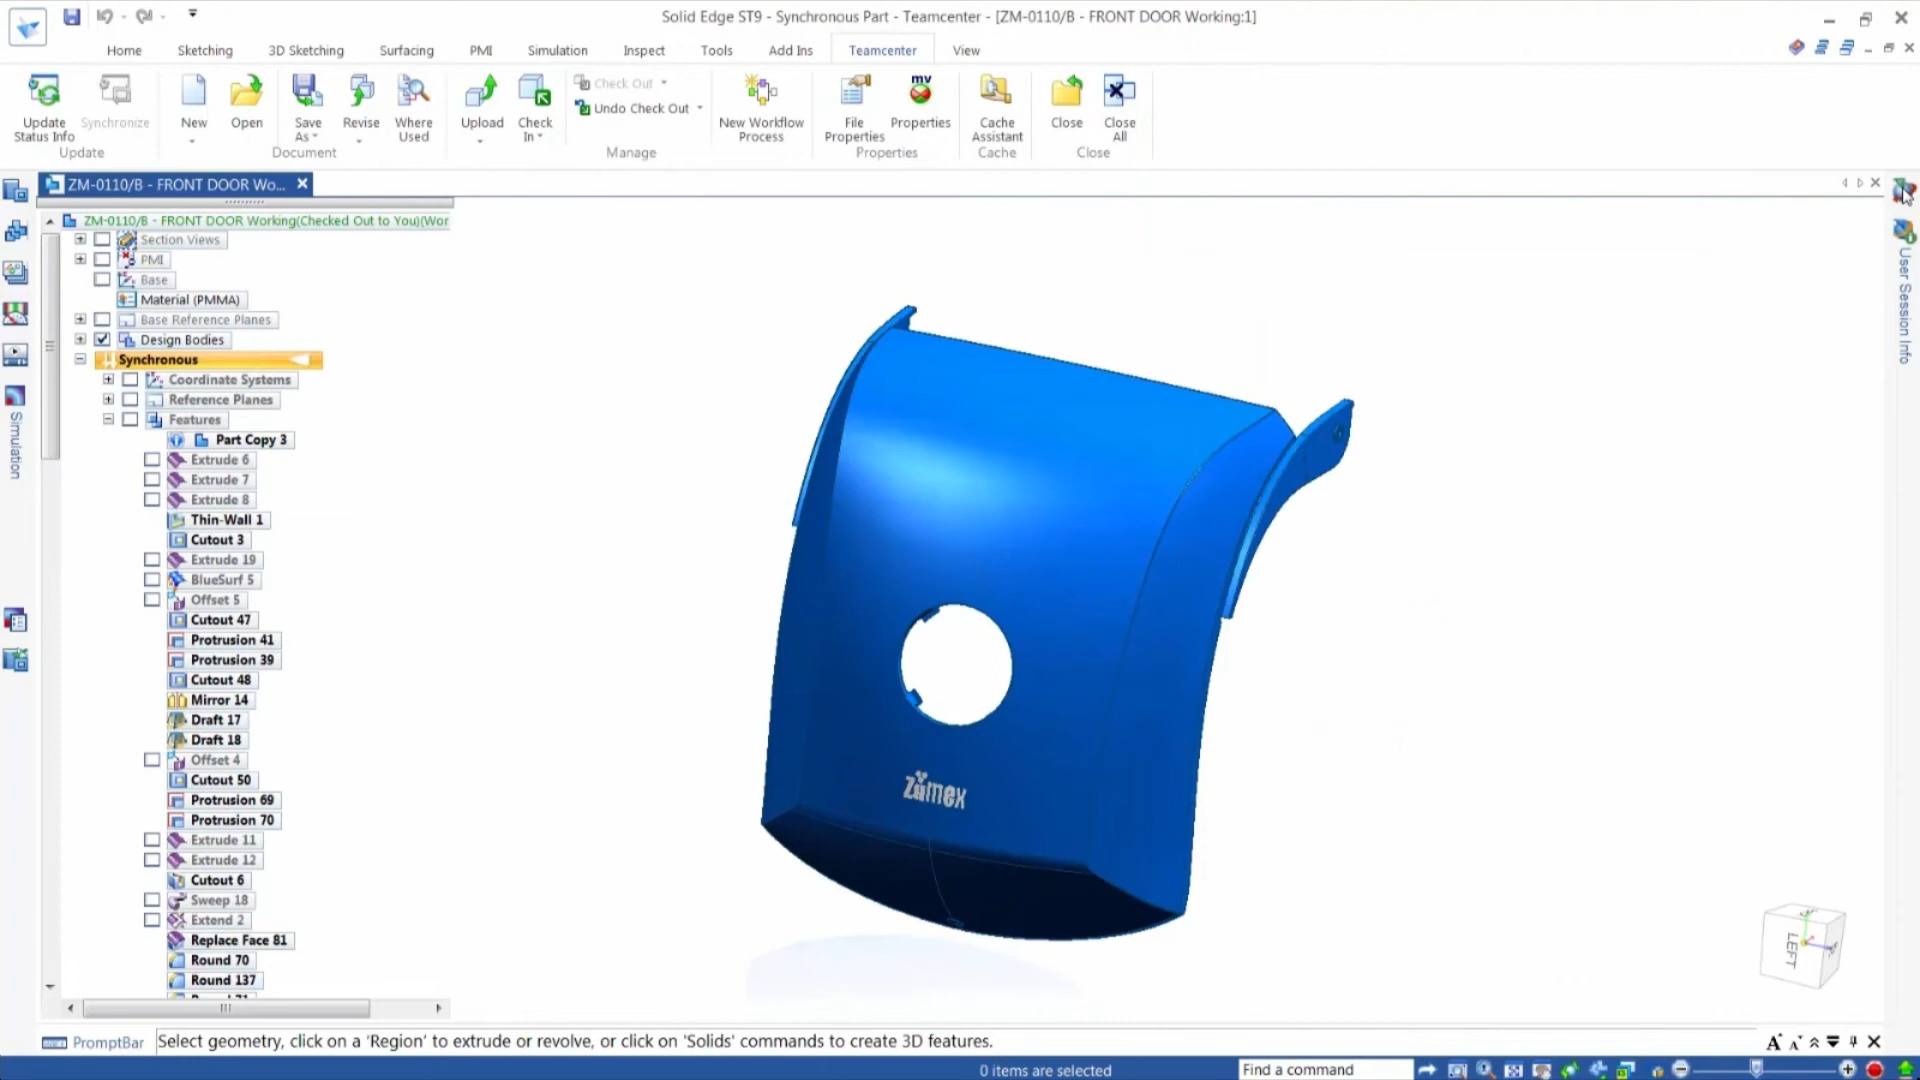 Solid Edge ST9 - Synchronous Part - Teamcenter - [ZM-0110/B - FRONT DOOR Working:1]
Home Sketching 3D Sketching Surfacing PMI Simulation Inspect Tools Add Ins Teamcenter View
Update Status Info
Synchronize
Update
New
Open
Save As
Revise
Where Used
Document
Upload
Check In
Check Out
Undo Check Out
Manage
New Workflow Process
File Properties
mv
Properties
Properties
Cache Assistant
Cache
Close
Close All
Close
ZM-0110/B - FRONT DOOR Wo...
ZM-0110/B - FRONT DOOR Working(Checked Out to You)(Wor
Section Views
PMI
Base
Material (PMMA)
Base Reference Planes
Design Bodies
Synchronous
Coordinate Systems
Reference Planes
Features
Part Copy 3
Extrude 6
Extrude 7
Extrude 8
Thin-Wall 1
Cutout 3
Extrude 19
BlueSurf 5
Offset 5
Cutout 47
Protrusion 41
Protrusion 39
Cutout 48
Mirror 14
Draft 17
Draft 18
Offset 4
Cutout 50
Protrusion 69
Protrusion 70
Extrude 11
Extrude 12
Cutout 6
Sweep 18
Extend 2
Replace Face 81
Round 70
Round 137
Simulation
zumex
LEFT
User Session Info
PromptBar
Select geometry, click on a 'Region' to extrude or revolve, or click on 'Solids' commands to create 3D features.
0 items are selected
Find a command